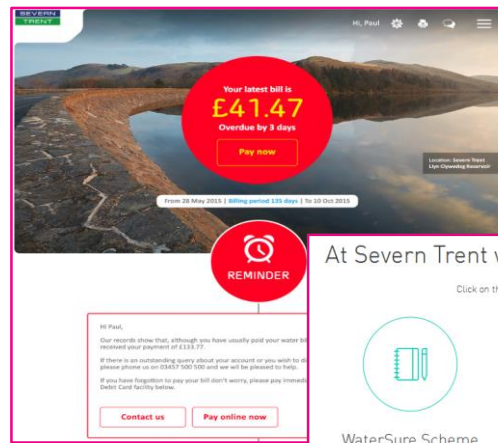 SEVERN
TRENT
Hi, Paul
Your latest bill is
£41.47
Overdue by 3 days
Pay now
Location: Severn Trent
Llyn Clywedog Reservoir
From 28 May 2015 | Billing period 135 days | To 10 Oct 2015
REMINDER
Hi Paul,
Our records show that, although you have usually paid your water bil
received your payment of £133.77.
If there is an outstanding query about your account or you wish to di
please phone us on 03457 500 500 and we will be pleased to help.
If you have forgotten to pay your bill don't worry, please pay immedi
Debit Card facility below.
Contact us
Pay online now
At Severn Trent w
Click on th
WaterSure Scheme